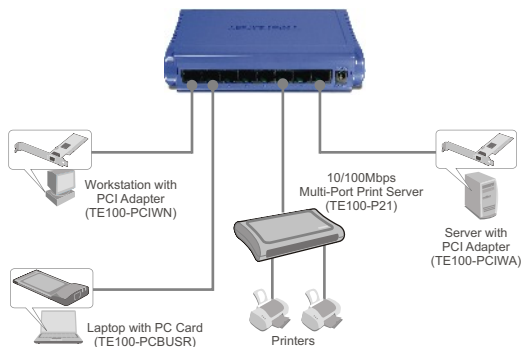 Workstation with
PCI Adapter
(TE100-PCIWN)
10/100Mbps
Multi-Port Print Server
(TE100-P21)
Server with
PCI Adapter
(TE100-PCIWA)
Laptop with PC Card
(TE100-PCBUSR)
Printers